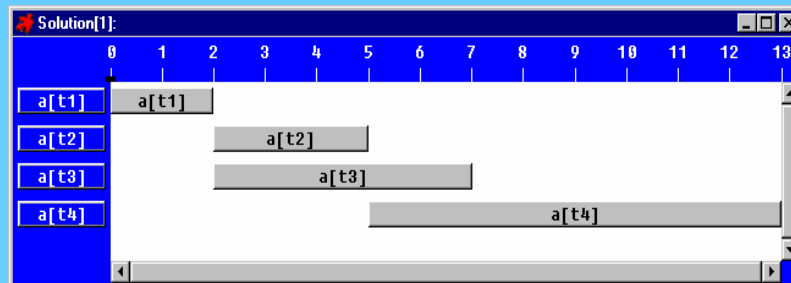 Solution[1]:
0 1 2 3 4 5 6 7 8 9 10 11 12 13
a[t1] a[t1]
a[t2] a[t2]
a[t3] a[t3]
a[t4] a[t4]